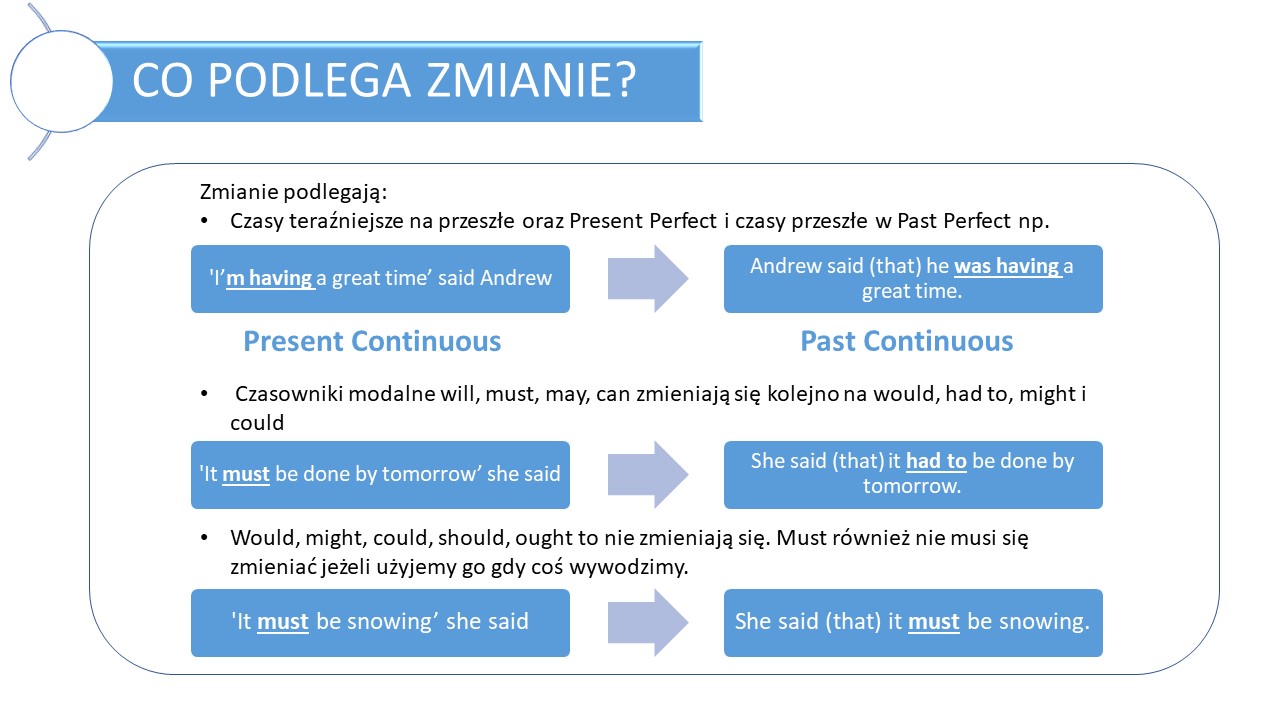 CO PODLEGA ZMIANIE?
Zmianie podlegają:
• Czasy teraźniejsze na przeszłe oraz Present Perfect i czasy przeszłe w Past Perfect np.
'I’m having a great time’ said Andrew
Andrew said (that) he was having a
great time.
Present Continuous
Past Continuous
• Czasowniki modalne will, must, may, can zmieniają się kolejno na would, had to, might i
could
'It must be done by tomorrow’ she said
She said (that) it had to be done by
tomorrow.
• Would, might, could, should, ought to nie zmieniają się. Must również nie musi się
zmieniać jeżeli użyjemy go gdy coś wywodzimy.
'It must be snowing’ she said
She said (that) it must be snowing.